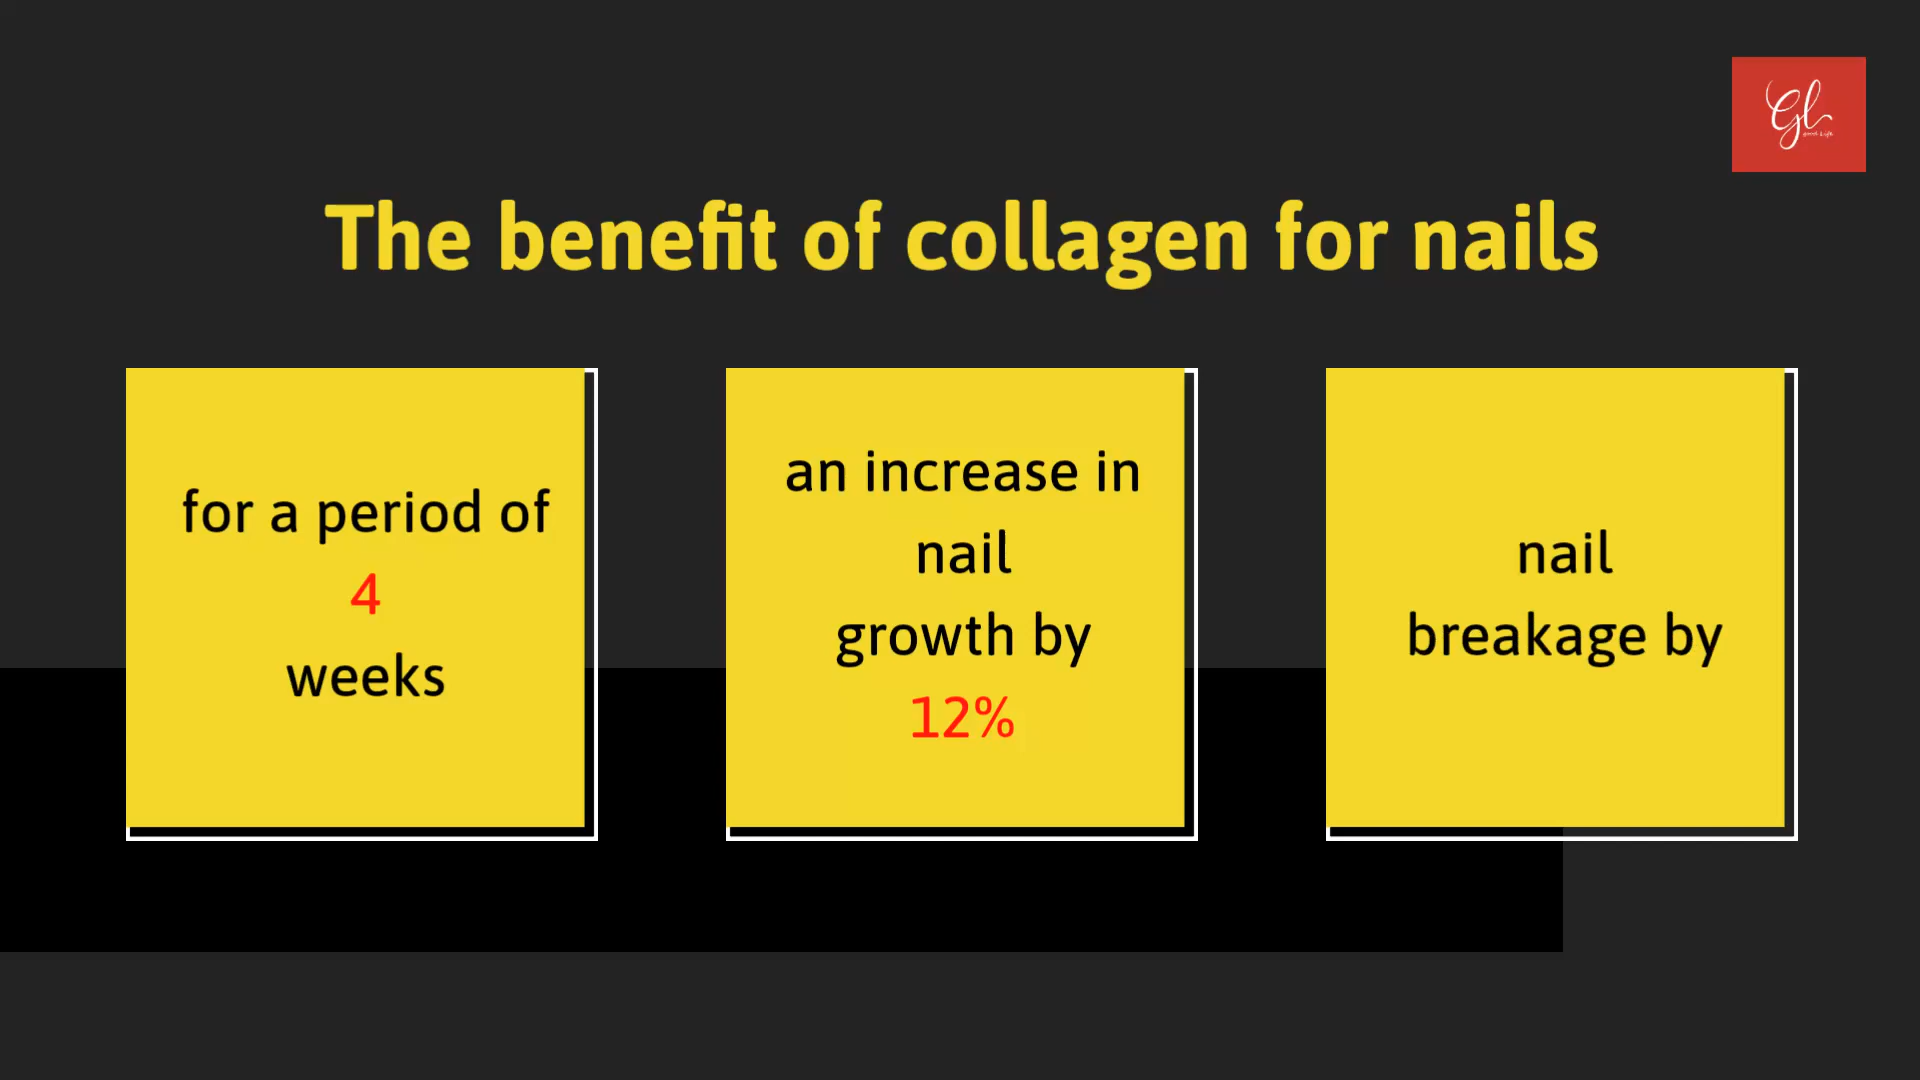 Gl
The benefit of collagen for nails
for a period of
4
weeks
an increase in
nail
growth by
12%
nail
breakage by